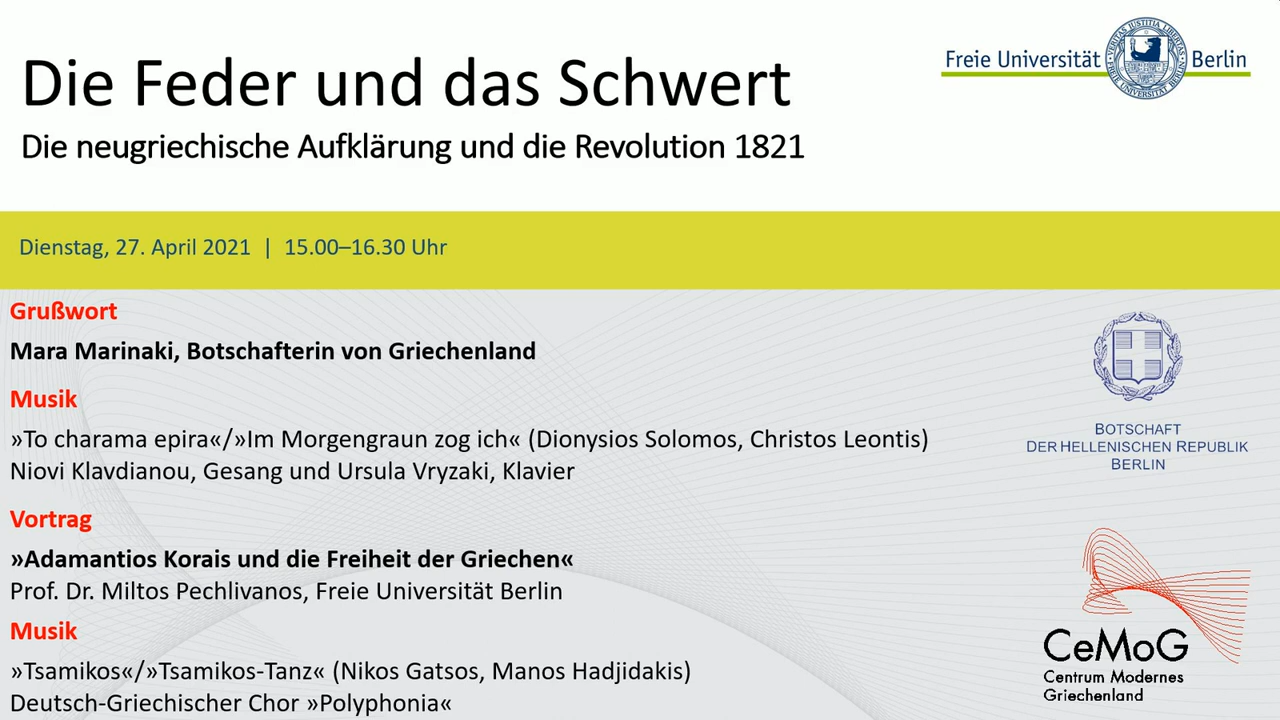 Die Feder und das Schwert
Die neugriechische Aufklärung und die Revolution 1821
Freie Universität Berlin
VERITAS IUSTITIA LIBERTAS
Dienstag, 27. April 2021 | 15.00–16.30 Uhr
Grußwort
Mara Marinaki, Botschafterin von Griechenland
Musik
»To charama epira«/»Im Morgengraun zog ich« (Dionysios Solomos, Christos Leontis)
Niovi Klavdianou, Gesang und Ursula Vryzaki, Klavier
Vortrag
»Adamantios Korais und die Freiheit der Griechen«
Prof. Dr. Miltos Pechlivanos, Freie Universität Berlin
Musik
»Tsamikos«/»Tsamikos-Tanz« (Nikos Gatsos, Manos Hadjidakis)
Deutsch-Griechischer Chor »Polyphonia«
BOTSCHAFT
DER HELLENISCHEN REPUBLIK
BERLIN
CeMoG
Centrum Modernes
Griechenland